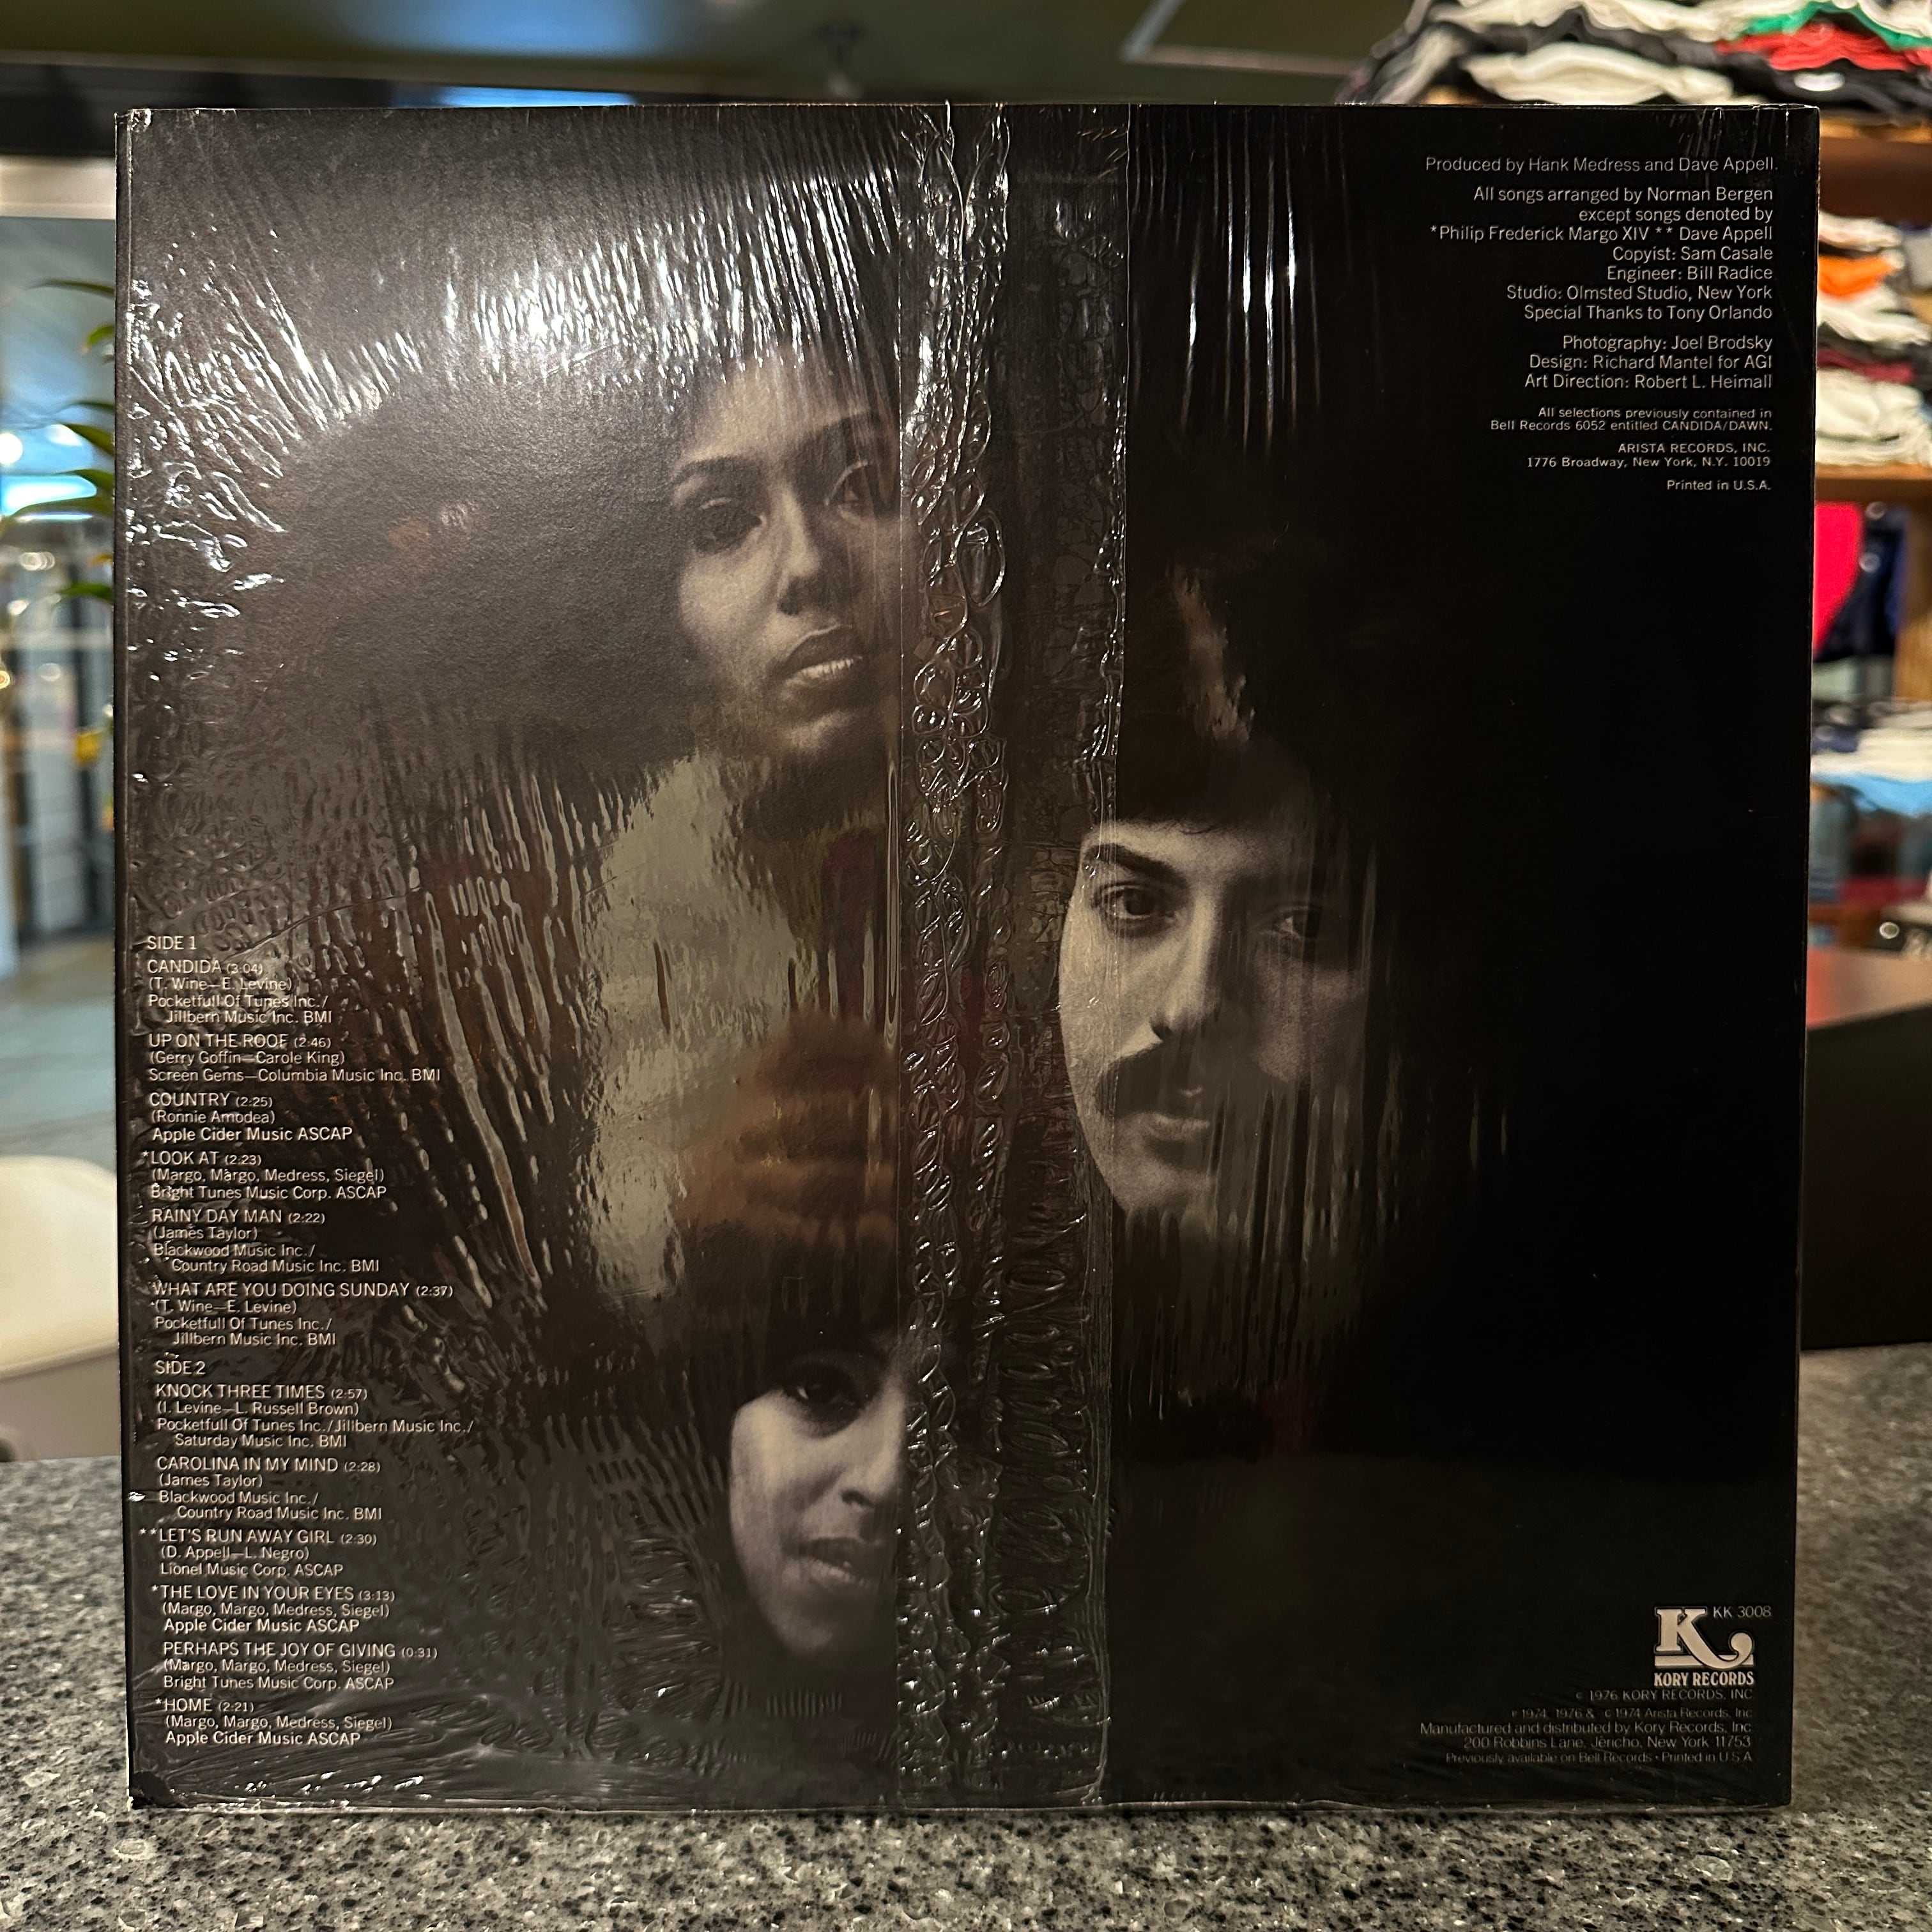 Produced by Hank Medress and Dave Appell.
All songs arranged by Norman Bergen
except songs denoted by
*Philip Frederick Margo XIV ** Dave Appell
Copyist: Sam Casale
Engineer: Bill Radice
Studio: Olmsted Studio, New York
Special Thanks to Tony Orlando
Photography: Joel Brodsky
Design: Richard Mantel for AGI
Art Direction: Robert L. Heimall
All selections previously contained in
Bell Records 6052 entitled CANDIDA/DAWN.
ARISTA RECORDS, INC.
1776 Broadway, New York, N.Y. 10019
Printed in U.S.A.
SIDE 1
CANDIDA (3:04)
(T. Wine—E. Levine)
Pocketfull Of Tunes Inc./
Jillbern Music Inc. BMI
UP ON THE ROOF (2:46)
(Gerry Goffin—Carole King)
Screen Gems—Columbia Music Inc. BMI
COUNTRY (2:25)
(Ronnie Amodea)
Apple Cider Music ASCAP
*LOOK AT (2:23)
(Margo, Margo, Medress, Siegel)
Bright Tunes Music Corp. ASCAP
RAINY DAY MAN (2:22)
(James Taylor)
Blackwood Music Inc./
Country Road Music Inc. BMI
WHAT ARE YOU DOING SUNDAY (2:37)
(T. Wine—E. Levine)
Pocketfull Of Tunes Inc./
Jillbern Music Inc. BMI
SIDE 2
KNOCK THREE TIMES (2:57)
(I. Levine—L. Russell Brown)
Pocketfull Of Tunes Inc./Jillbern Music Inc./
Saturday Music Inc. BMI
CAROLINA IN MY MIND (2:28)
(James Taylor)
Blackwood Music Inc./
Country Road Music Inc. BMI
**LET'S RUN AWAY GIRL (2:30)
(D. Appell—L. Negro)
Lionel Music Corp. ASCAP
*THE LOVE IN YOUR EYES (3:13)
(Margo, Margo, Medress, Siegel)
Apple Cider Music ASCAP
PERHAPS THE JOY OF GIVING (0:31)
(Margo, Margo, Medress, Siegel)
Bright Tunes Music Corp. ASCAP
*HOME (2:21)
(Margo, Margo, Medress, Siegel)
Apple Cider Music ASCAP
K KK 3008
KORY RECORDS
© 1976 KORY RECORDS, INC
℗ 1974, 1976 & © 1974 Arista Records, Inc
Manufactured and distributed by Kory Records, Inc
200 Robbins Lane, Jericho, New York 11753
Previously available on Bell Records • Printed in U.S.A